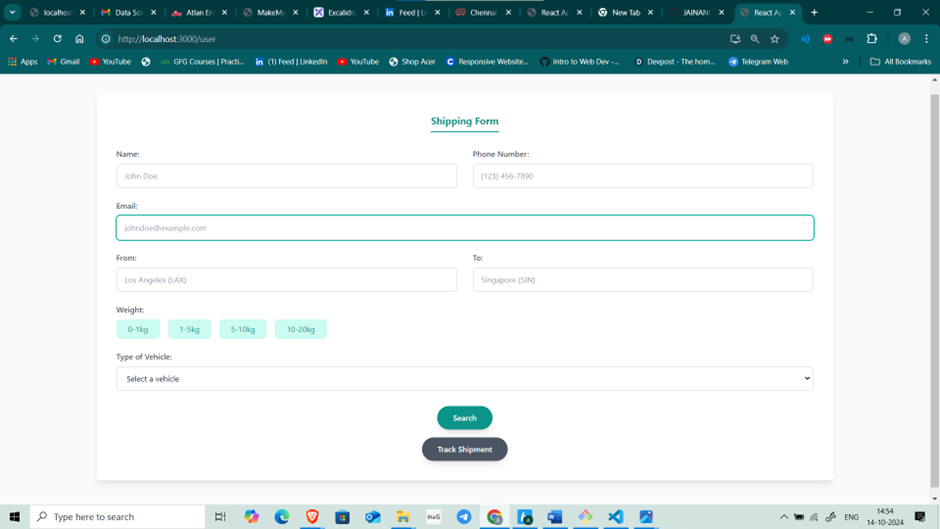 localhos
Data Sci
Atlan En
MakeMy
Excalidra
Feed | Li
Chennai
React Ap
New Tab
JAINAN
React Ap
http://localhost:3000/user
Apps
Gmail
YouTube
GFG Courses | Practi...
(1) Feed | LinkedIn
YouTube
Shop Acer
Responsive Website...
Intro to Web Dev -...
Devpost - The hom...
Telegram Web
All Bookmarks
Shipping Form
Name: Phone Number:
John Doe (123) 456-7890
Email:
johndoe@example.com
From: To:
Los Angeles (LAX) Singapore (SIN)
Weight:
0-1kg 1-5kg 5-10kg 10-20kg
Type of Vehicle:
Select a vehicle
Search
Track Shipment
Type here to search
ENG
14:54
14-10-2024